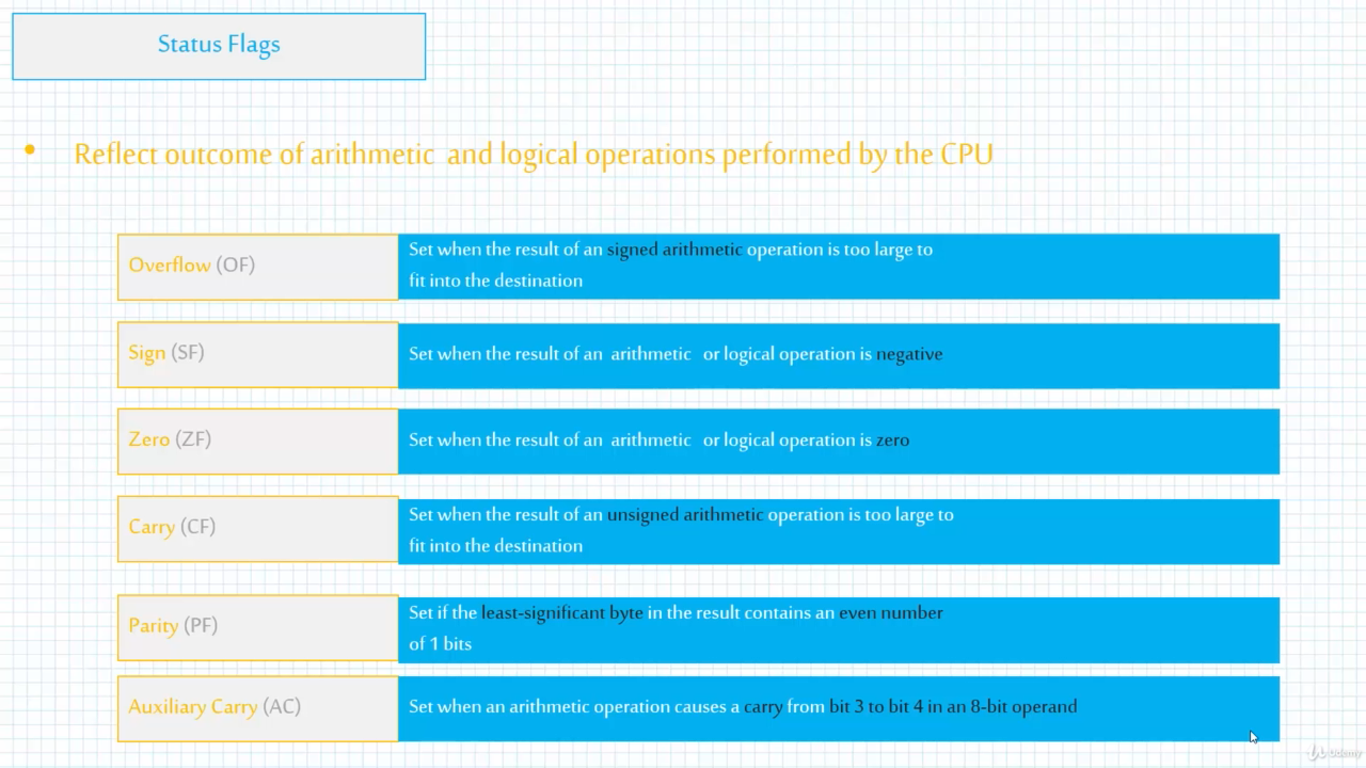 Status Flags
• Reflect outcome of arithmetic and logical operations performed by the CPU
Overflow (OF)
Set when the result of an signed arithmetic operation is too large to
fit into the destination
Sign (SF)
Set when the result of an arithmetic or logical operation is negative
Zero (ZF)
Set when the result of an arithmetic or logical operation is zero
Carry (CF)
Set when the result of an unsigned arithmetic operation is too large to
fit into the destination
Parity (PF)
Set if the least-significant byte in the result contains an even number
of 1 bits
Auxiliary Carry (AC)
Set when an arithmetic operation causes a carry from bit 3 to bit 4 in an 8-bit operand
Udemy